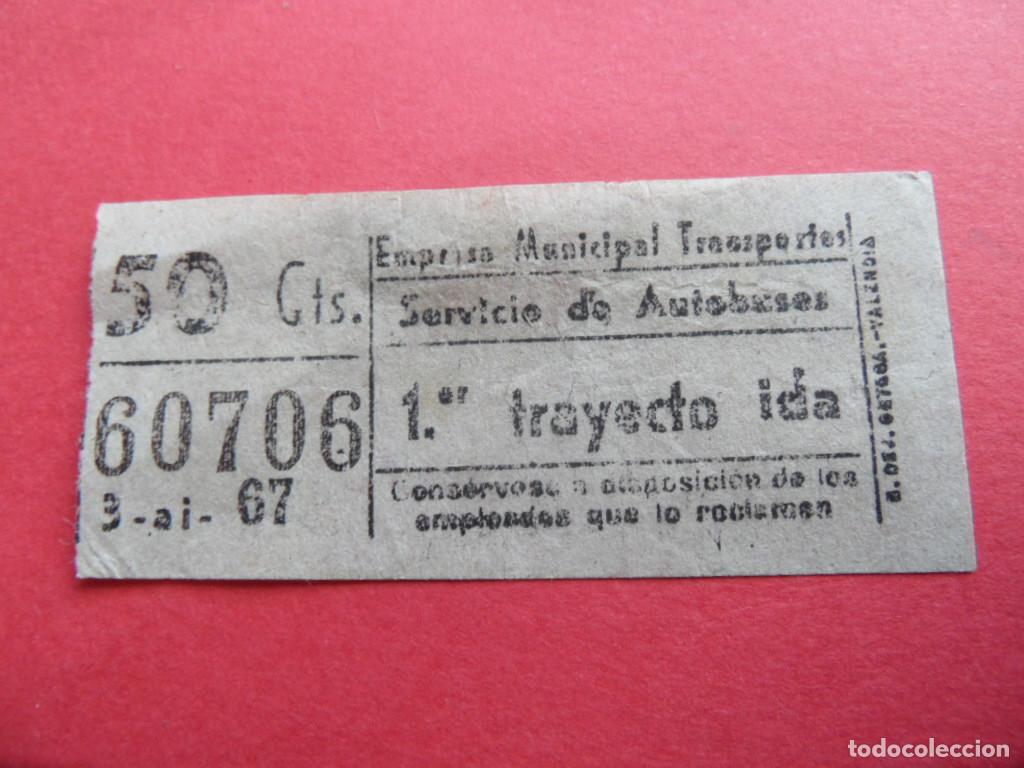 50 Cts.
60706
3-ai- 67
Empresa Municipal Transportes
Servicio de Autobuses
1.er trayecto ida
Consérvese a disposición de los
empleados que lo reclamen
VALENCIA
todocoleccion